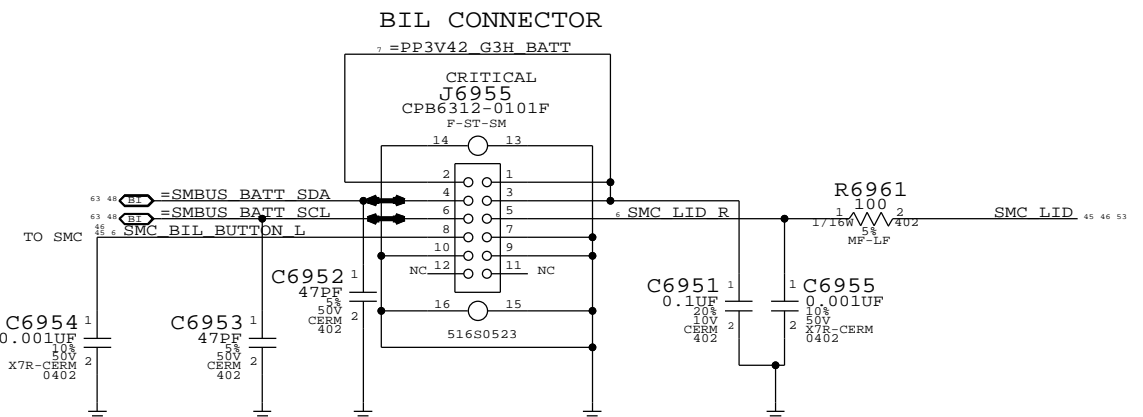 BIL CONNECTOR
7 =PP3V42_G3H_BATT
CRITICAL
J6955
CPB6312-0101F
F-ST-SM
14 13
2 1
63 48 BI =SMBUS_BATT_SDA 4 3
63 48 BI =SMBUS_BATT_SCL 6 5
6 SMC_LID_R
R6961
100
1 2
1/16W 402
5%
MF-LF
SMC_LID 45 46 53
TO SMC
46
45 6 SMC_BIL_BUTTON_L 8 7
10 9
NC 12 11 NC
16 15
516S0523
C6954 1
0.001UF
10%
50V
X7R-CERM 2
0402
C6953 1
47PF
5%
50V
CERM 2
402
C6952 1
47PF
5%
50V
CERM 2
402
C6951 1
0.1UF
20%
10V
CERM 2
402
1 C6955
0.001UF
10%
50V
2 X7R-CERM
0402